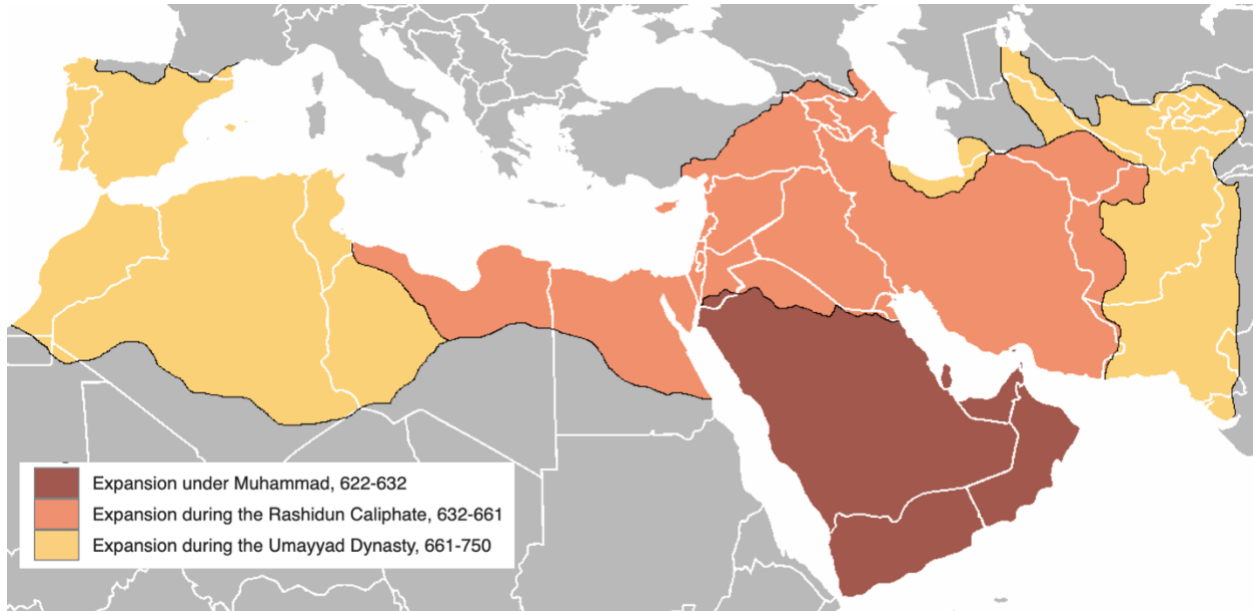 Expansion under Muhammad, 622-632
Expansion during the Rashidun Caliphate, 632-661
Expansion during the Umayyad Dynasty, 661-750